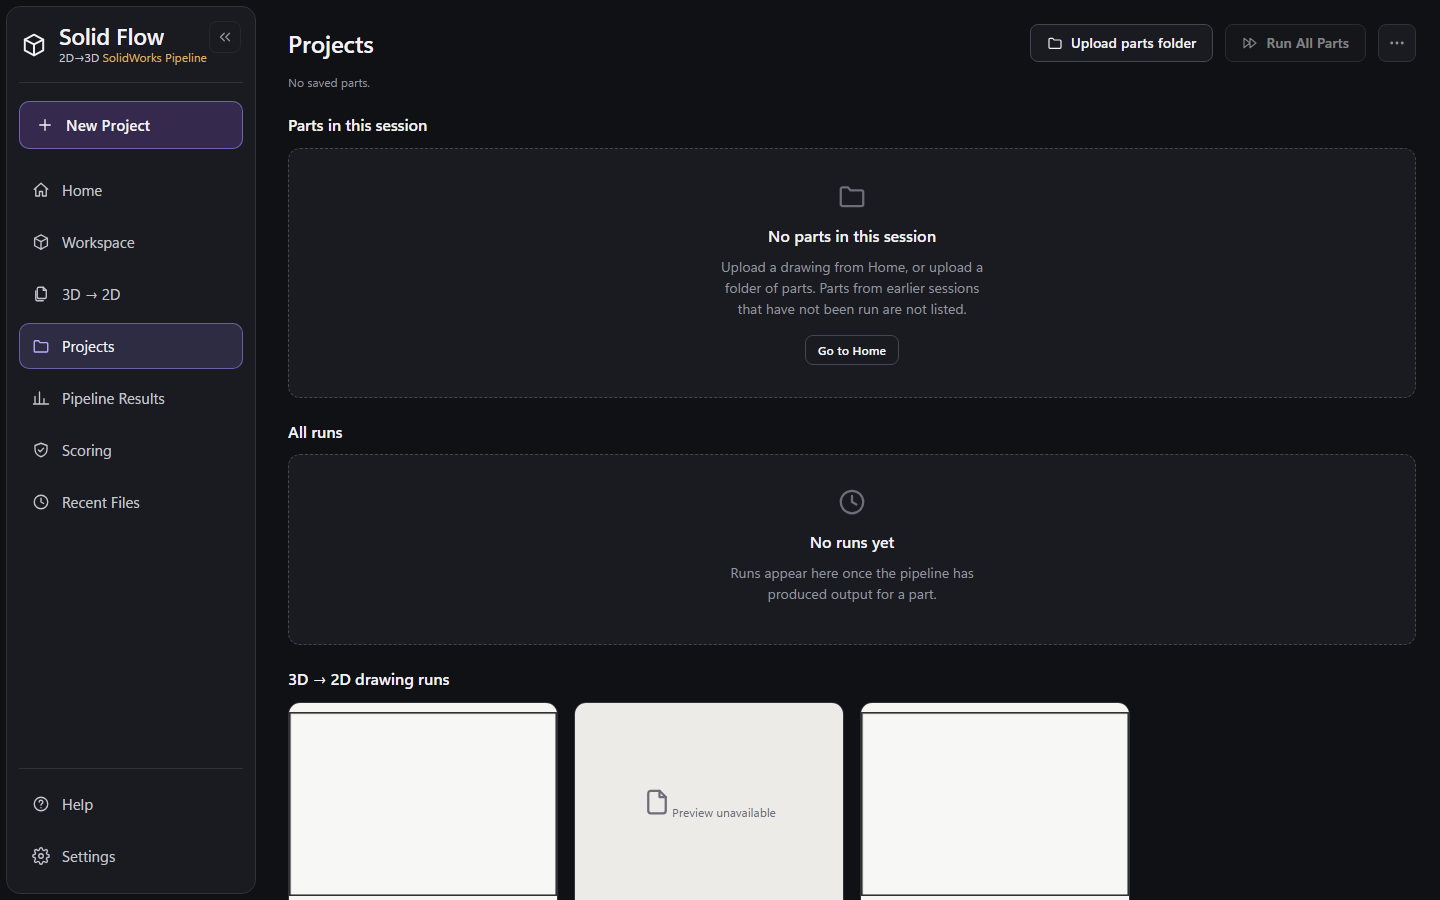 Solid Flow
2D→3D SolidWorks Pipeline
New Project
Home
Workspace
3D → 2D
Projects
Pipeline Results
Scoring
Recent Files
Help
Settings
Projects
Upload parts folder
Run All Parts
No saved parts.
Parts in this session
No parts in this session
Upload a drawing from Home, or upload a
folder of parts. Parts from earlier sessions
that have not been run are not listed.
Go to Home
All runs
No runs yet
Runs appear here once the pipeline has
produced output for a part.
3D → 2D drawing runs
Preview unavailable